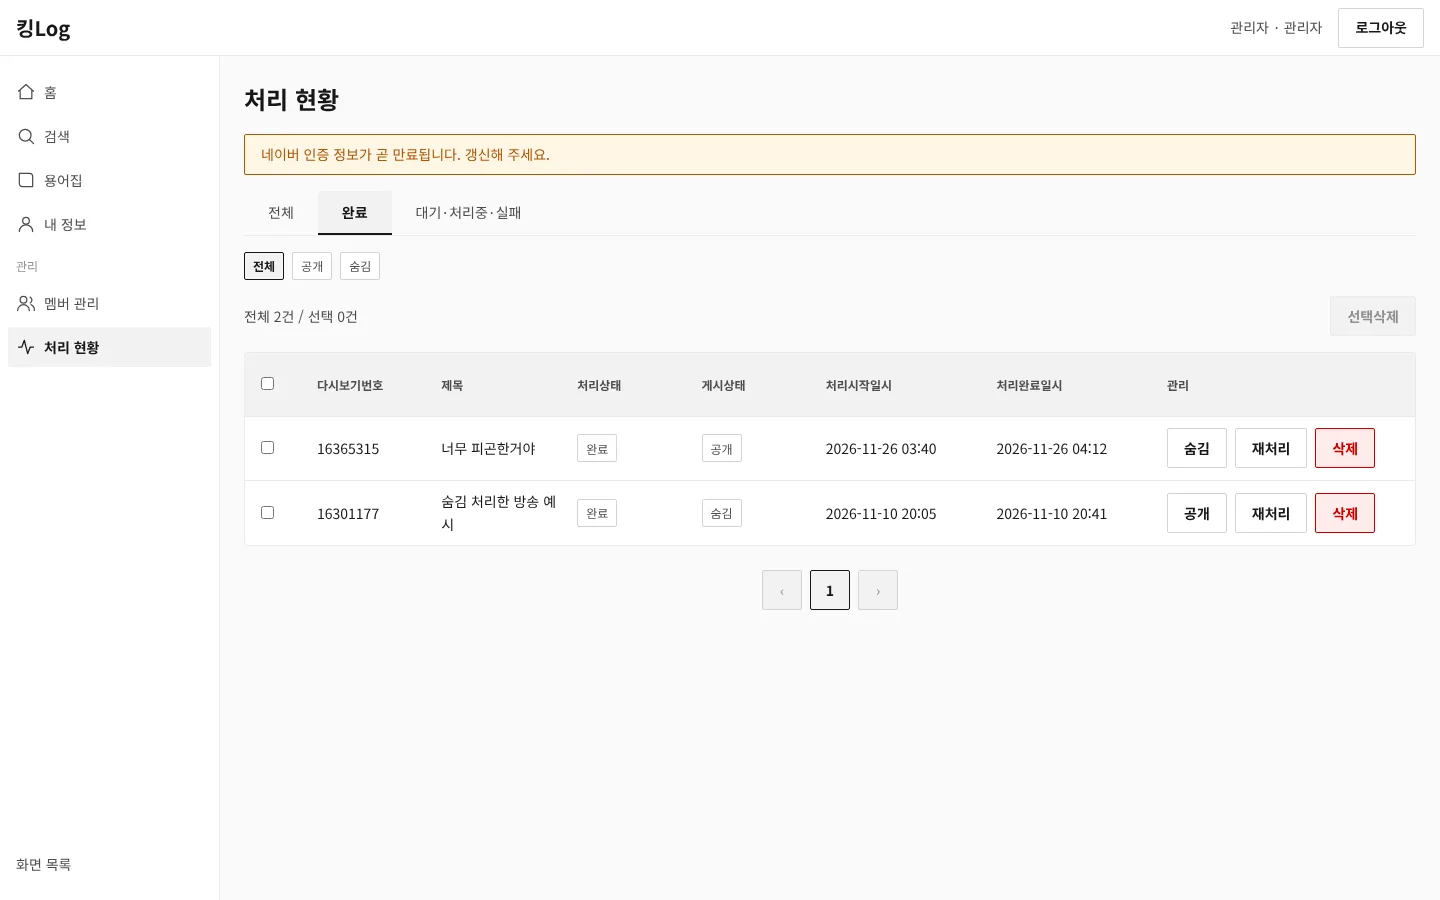 킹Log
관리자 · 관리자
로그아웃
홈
검색
용어집
내 정보
관리
멤버 관리
처리 현황
화면 목록
처리 현황
네이버 인증 정보가 곧 만료됩니다. 갱신해 주세요.
전체
완료
대기·처리중·실패
전체
공개
숨김
전체 2건 / 선택 0건
선택삭제
다시보기번호 제목 처리상태 게시상태 처리시작일시 처리완료일시 관리
16365315 너무 피곤한거야 완료 공개 2026-11-26 03:40 2026-11-26 04:12 숨김 재처리 삭제
16301177 숨김 처리한 방송 예 완료 숨김 2026-11-10 20:05 2026-11-10 20:41 공개 재처리 삭제
시
‹ 1 ›